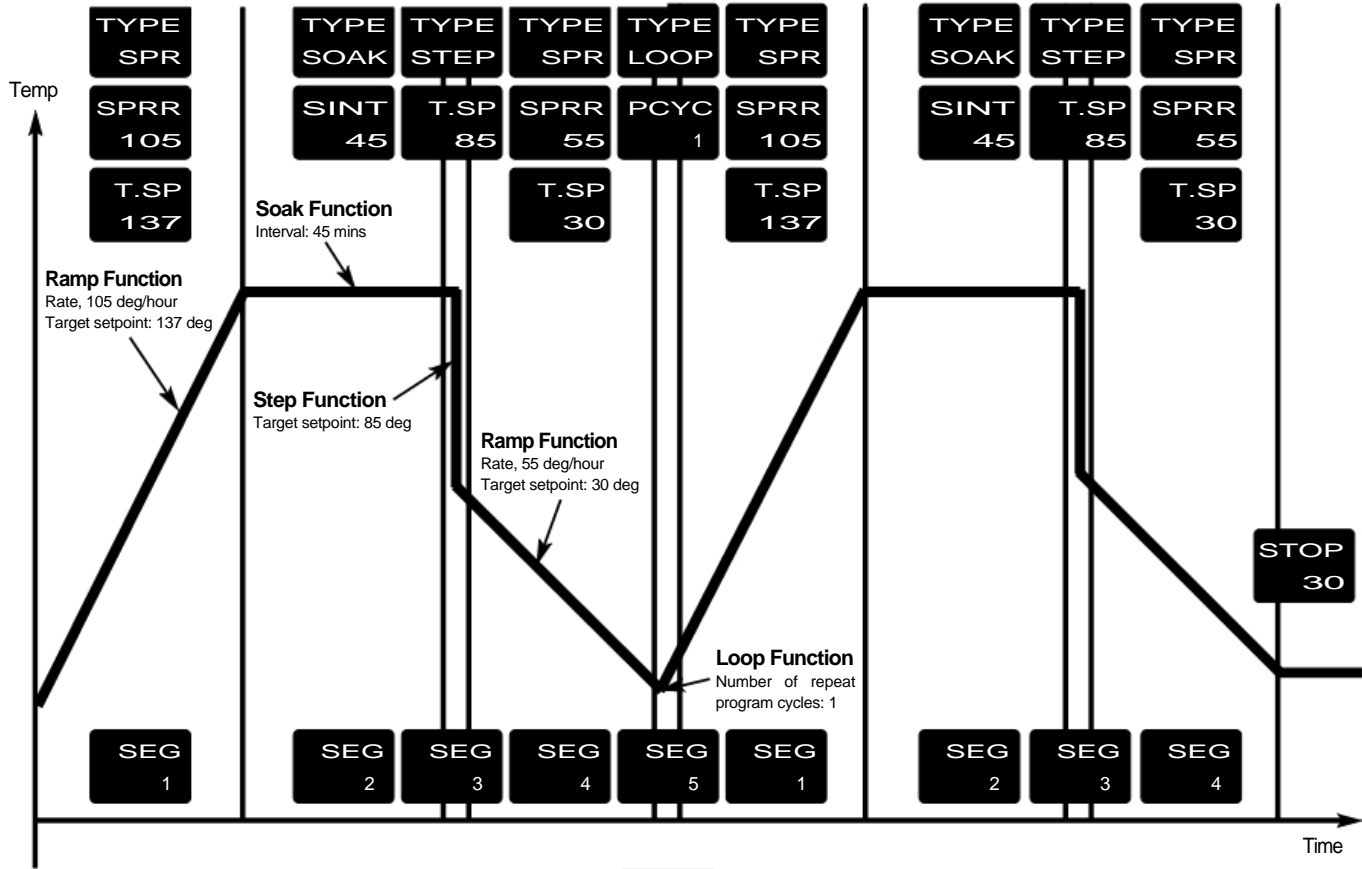 TYPE
SPR
TYPE
SOAK
TYPE
STEP
TYPE
SPR
TYPE
LOOP
TYPE
SPR
TYPE
SOAK
TYPE
STEP
TYPE
SPR
Temp
SPRR
105
SINT
45
T.SP
85
SPRR
55
PCYC
1
SPRR
105
SINT
45
T.SP
85
SPRR
55
T.SP
137
T.SP
30
T.SP
137
T.SP
30
Soak Function
Interval: 45 mins
Ramp Function
Rate, 105 deg/hour
Target setpoint: 137 deg
Step Function
Target setpoint: 85 deg
Ramp Function
Rate, 55 deg/hour
Target setpoint: 30 deg
STOP
30
Loop Function
Number of repeat
program cycles: 1
SEG
1
SEG
2
SEG
3
SEG
4
SEG
5
SEG
1
SEG
2
SEG
3
SEG
4
Time